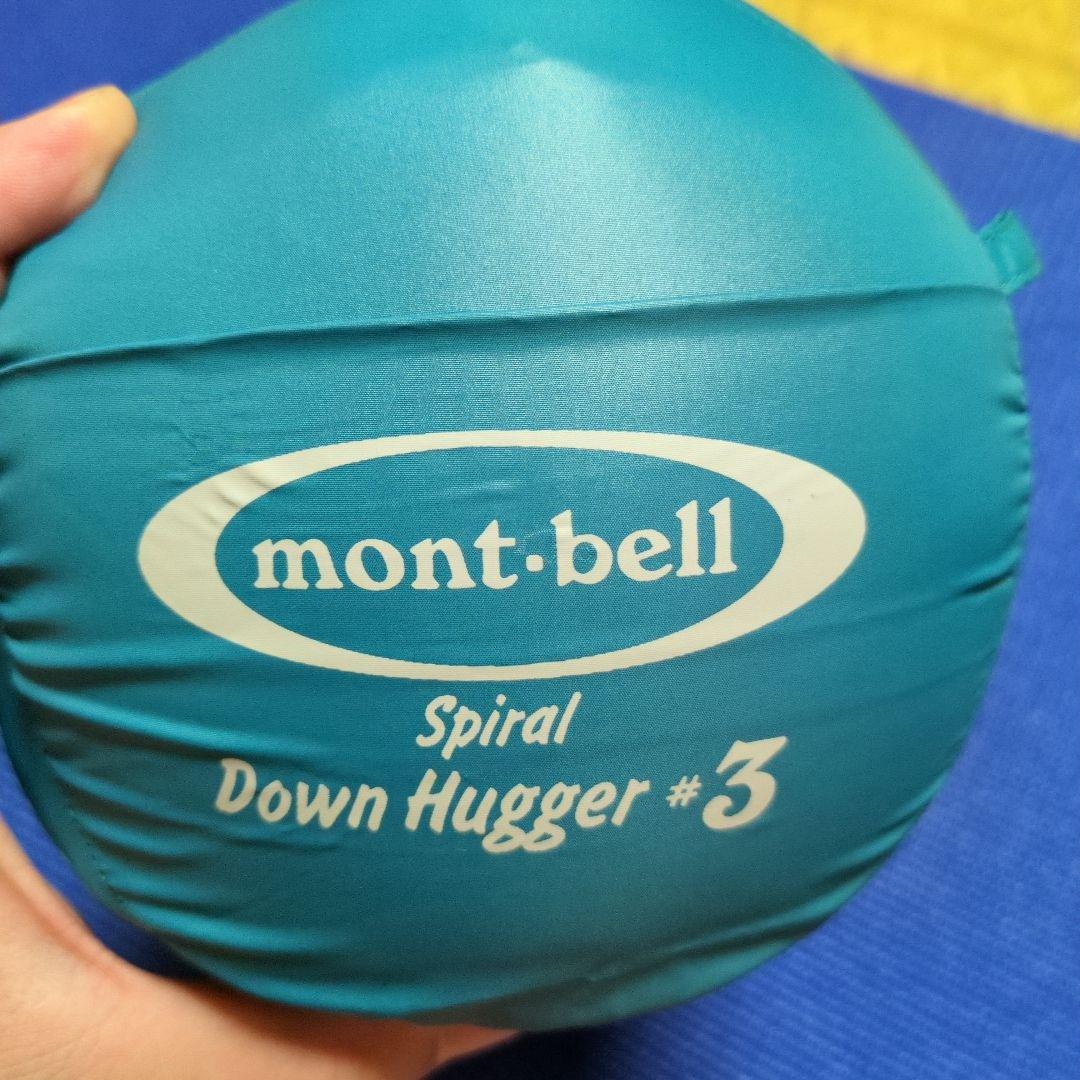 mont·bell
Spiral
Down Hugger #3